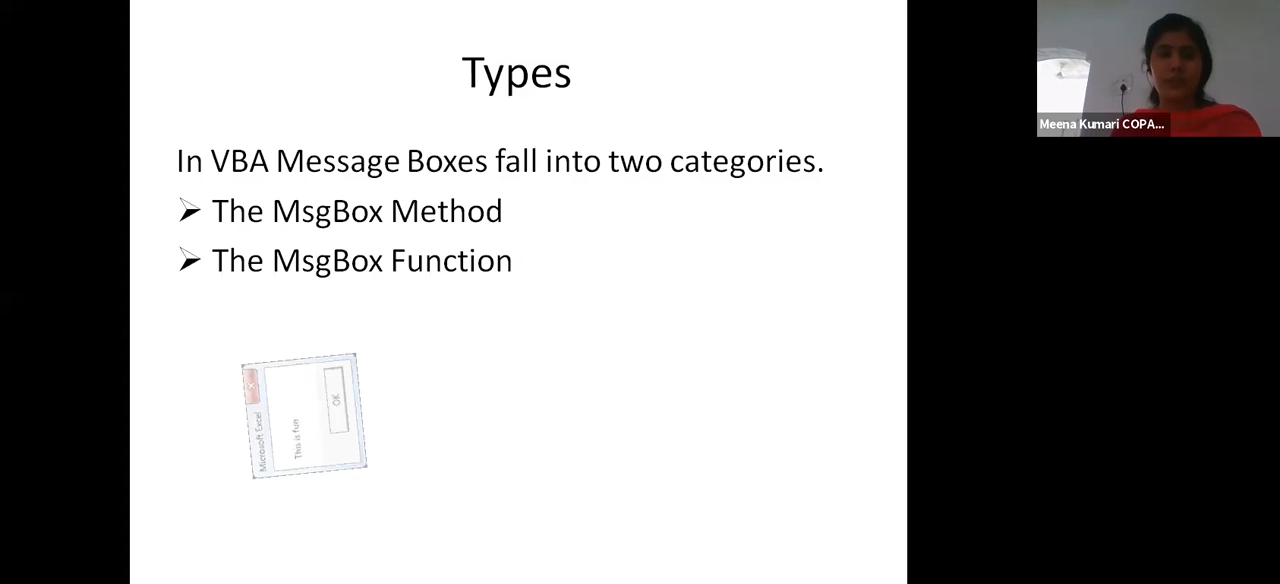 Types
In VBA Message Boxes fall into two categories.
The MsgBox Method
The MsgBox Function
Microsoft Excel
This is fun
OK
Meena Kumari COPA...